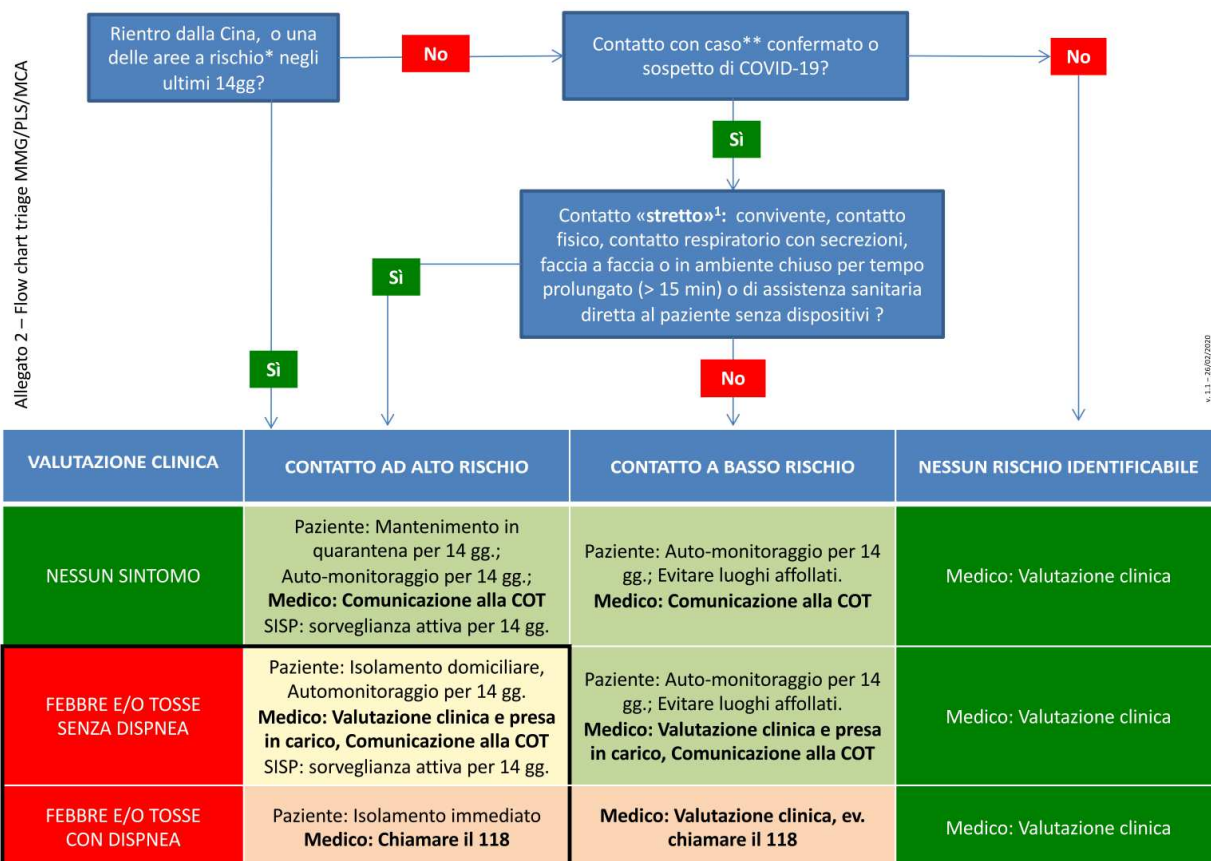 Allegato 2 – Flow chart triage MMG/PLS/MCA
Rientro dalla Cina, o una
delle aree a rischio* negli
ultimi 14gg?
No
Contatto con caso** confermato o
sospetto di COVID-19?
No
Sì
Contatto «stretto»¹: convivente, contatto
fisico, contatto respiratorio con secrezioni,
faccia a faccia o in ambiente chiuso per tempo
prolungato (> 15 min) o di assistenza sanitaria
diretta al paziente senza dispositivi ?
Sì
Sì
No
v. 1.1 – 26/02/2020
VALUTAZIONE CLINICA
CONTATTO AD ALTO RISCHIO
CONTATTO A BASSO RISCHIO
NESSUN RISCHIO IDENTIFICABILE
NESSUN SINTOMO
Paziente: Mantenimento in
quarantena per 14 gg.;
Auto-monitoraggio per 14 gg.;
Medico: Comunicazione alla COT
SISP: sorveglianza attiva per 14 gg.
Paziente: Auto-monitoraggio per 14
gg.; Evitare luoghi affollati.
Medico: Comunicazione alla COT
Medico: Valutazione clinica
FEBBRE E/O TOSSE
SENZA DISPNEA
Paziente: Isolamento domiciliare,
Automonitoraggio per 14 gg.
Medico: Valutazione clinica e presa
in carico, Comunicazione alla COT
SISP: sorveglianza attiva per 14 gg.
Paziente: Auto-monitoraggio per 14
gg.; Evitare luoghi affollati.
Medico: Valutazione clinica e presa
in carico, Comunicazione alla COT
Medico: Valutazione clinica
FEBBRE E/O TOSSE
CON DISPNEA
Paziente: Isolamento immediato
Medico: Chiamare il 118
Medico: Valutazione clinica, ev.
chiamare il 118
Medico: Valutazione clinica